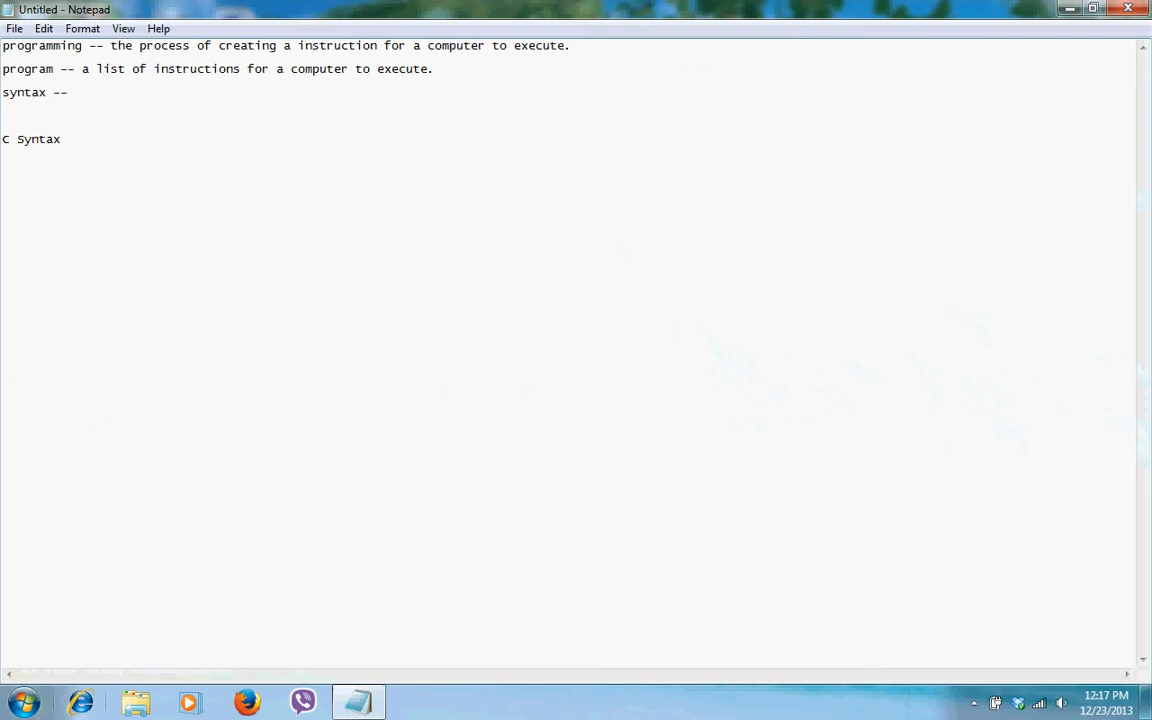 Untitled - Notepad
File Edit Format View Help
programming -- the process of creating a instruction for a computer to execute.
program -- a list of instructions for a computer to execute.
syntax --
C Syntax
12:17 PM
12/23/2013